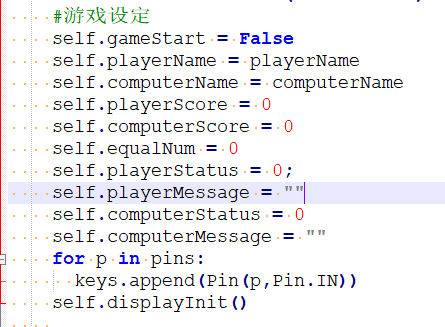 #游戏设定
self.gameStart = False
self.playerName = playerName
self.computerName = computerName
self.playerScore = 0
self.computerScore = 0
self.equalNum = 0
self.playerStatus = 0;
self.playerMessage = ""
self.computerStatus = 0
self.computerMessage = ""
for p in pins:
  keys.append(Pin(p,Pin.IN))
self.displayInit()